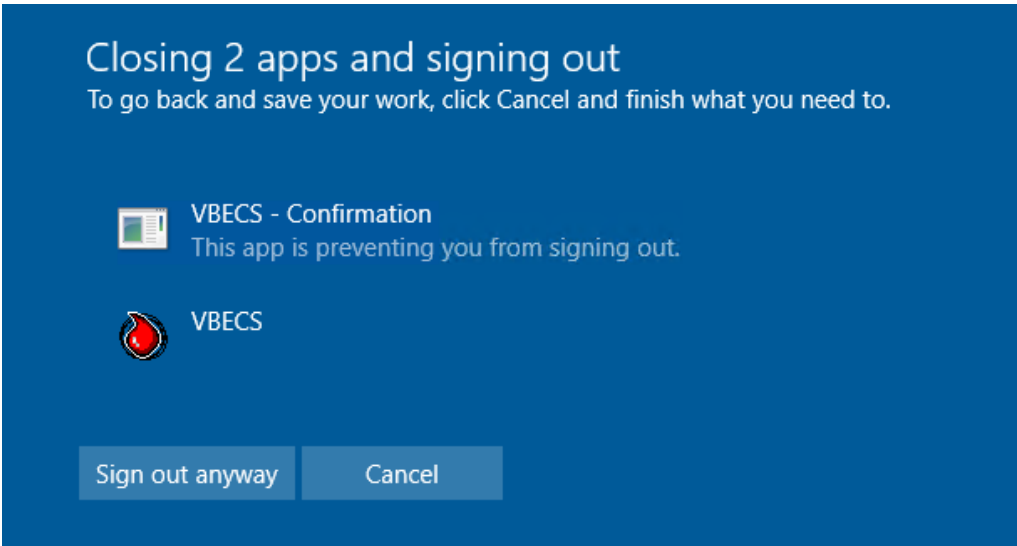 Closing 2 apps and signing out
To go back and save your work, click Cancel and finish what you need to.
VBECS - Confirmation
This app is preventing you from signing out.
VBECS
Sign out anyway
Cancel